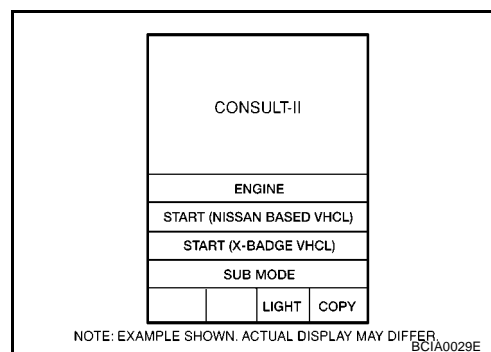 CONSULT-II
ENGINE
START (NISSAN BASED VHCL)
START (X-BADGE VHCL)
SUB MODE
LIGHT COPY
NOTE: EXAMPLE SHOWN. ACTUAL DISPLAY MAY DIFFER.
BCIA0029E